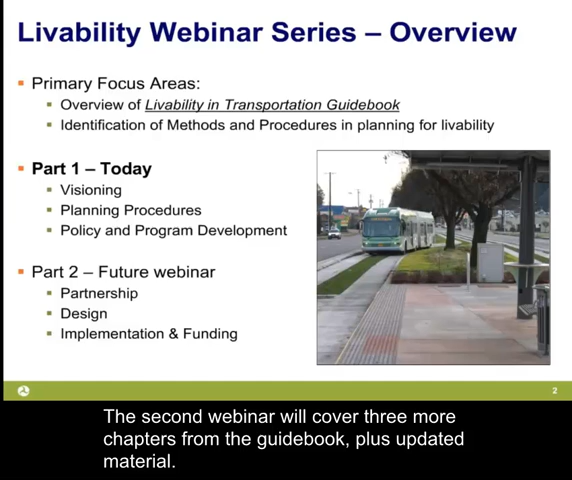 Livability Webinar Series – Overview
Primary Focus Areas:
Overview of Livability in Transportation Guidebook
Identification of Methods and Procedures in planning for livability
Part 1 – Today
Visioning
Planning Procedures
Policy and Program Development
Part 2 – Future webinar
Partnership
Design
Implementation & Funding
2
The second webinar will cover three more
chapters from the guidebook, plus updated
material.